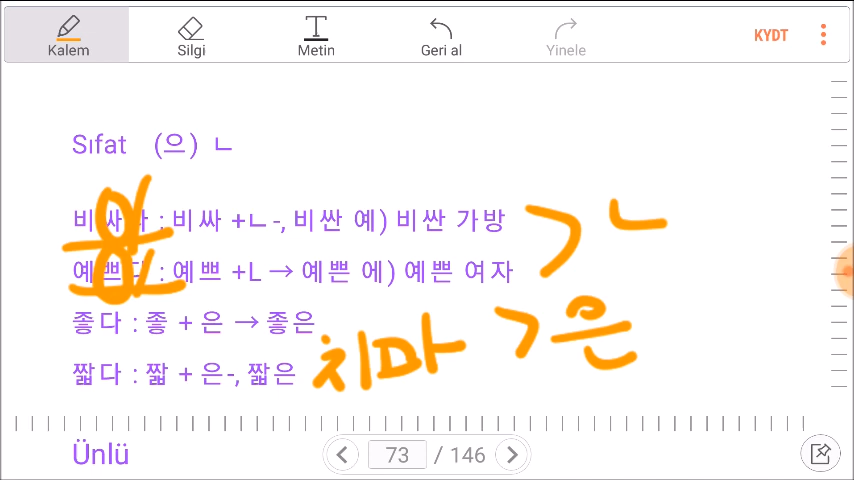 Kalem Silgi Metin Geri al Yinele KYDT
Sıfat (으) ㄴ
비싸다 : 비싸 +ㄴ-, 비싼 예) 비싼 가방
예쁘다 : 예쁘 +L → 예쁜 에) 예쁜 여자
좋다 : 좋 + 은 → 좋은
짧다 : 짧 + 은-, 짧은
치마
ㄱ ㄴ
ㄱ 은
Ünlü
73 / 146